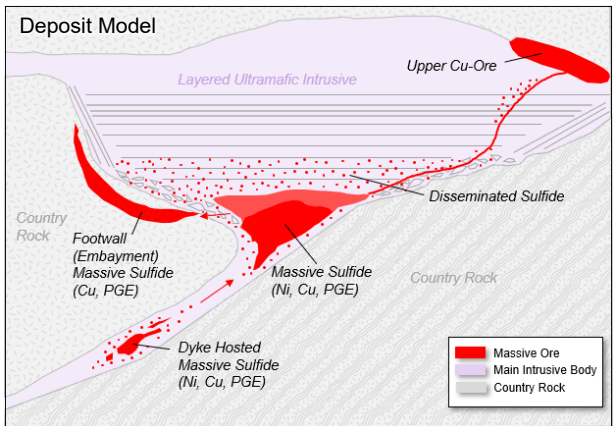 Deposit Model
Upper Cu-Ore
Layered Ultramafic Intrusive
Disseminated Sulfide
Country
Rock
Footwall
(Embayment)
Massive Sulfide
(Cu, PGE)
Massive Sulfide
(Ni, Cu, PGE)
Country Rock
Dyke Hosted
Massive Sulfide
(Ni, Cu, PGE)
Massive Ore
Main Intrusive Body
Country Rock